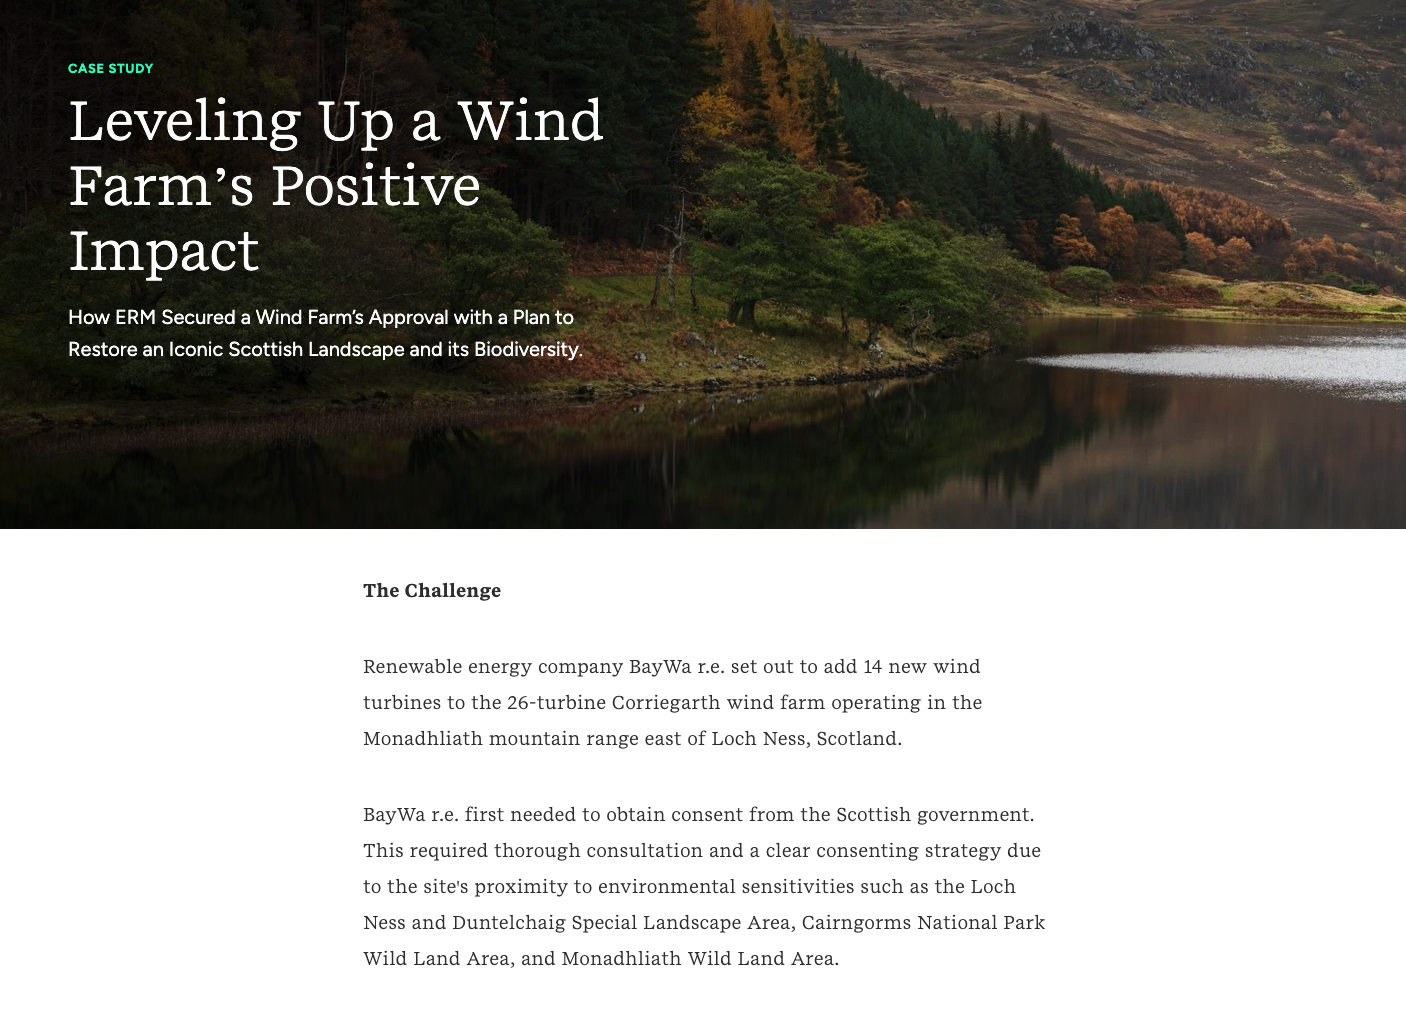 CASE STUDY
Leveling Up a Wind
Farm’s Positive
Impact
How ERM Secured a Wind Farm’s Approval with a Plan to
Restore an Iconic Scottish Landscape and its Biodiversity.
The Challenge
Renewable energy company BayWa r.e. set out to add 14 new wind
turbines to the 26-turbine Corriegarth wind farm operating in the
Monadhliath mountain range east of Loch Ness, Scotland.
BayWa r.e. first needed to obtain consent from the Scottish government.
This required thorough consultation and a clear consenting strategy due
to the site's proximity to environmental sensitivities such as the Loch
Ness and Duntelchaig Special Landscape Area, Cairngorms National Park
Wild Land Area, and Monadhliath Wild Land Area.